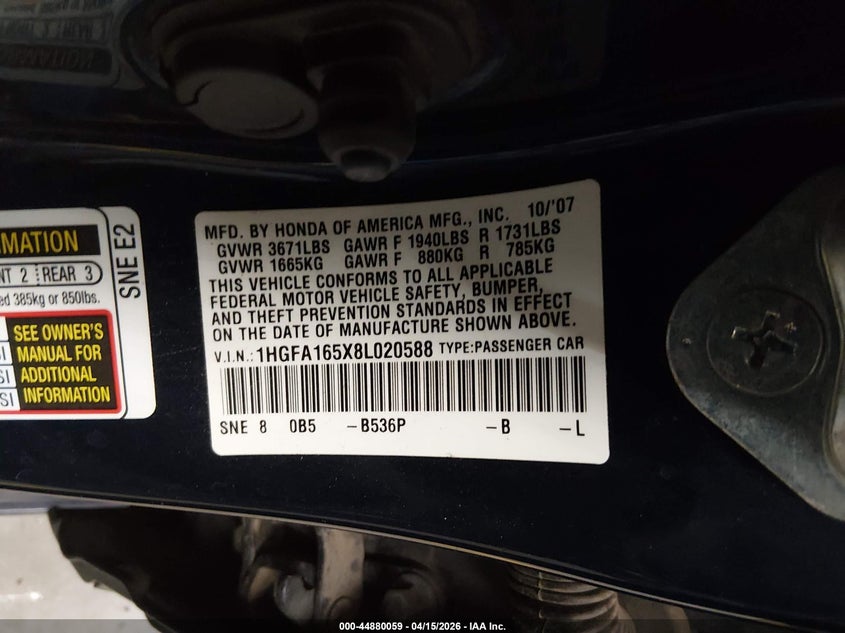 MFD. BY HONDA OF AMERICA MFG., INC. 10/'07
GVWR 3671LBS GAWR F 1940LBS R 1731LBS
GVWR 1665KG GAWR F 880KG R 785KG
THIS VEHICLE CONFORMS TO ALL APPLICABLE
FEDERAL MOTOR VEHICLE SAFETY, BUMPER,
AND THEFT PREVENTION STANDARDS IN EFFECT
ON THE DATE OF MANUFACTURE SHOWN ABOVE.
V.I.N.: 1HGFA165X8L020588 TYPE:PASSENGER CAR
SNE 8 0B5 -B536P -B -L
MATION
NT 2 REAR 3
ed 385kg or 850lbs.
SEE OWNER'S
MANUAL FOR
ADDITIONAL
INFORMATION
SI
SI
SNE E2
000-44880059 - 04/15/2026 - IAA Inc.